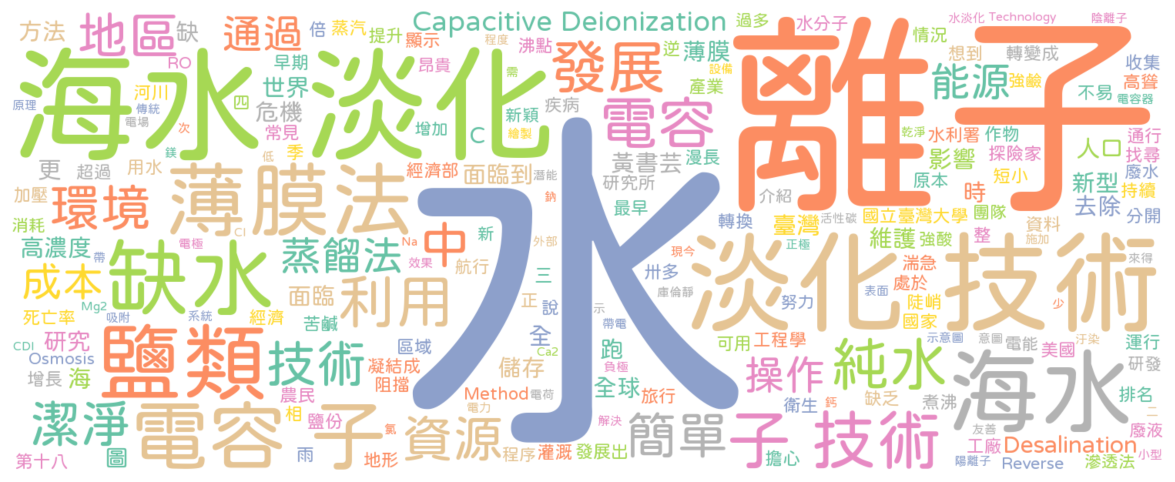 Capacitive Deionization
過多 水淡化 Technology 陰離子
方法 地區 缺 通過 倍 蒸汽 提升 顯示 沸點 逆 薄膜 水分子 情況 想到 轉變成 收集
RO 早期 昂貴 發展 設備 程度 需 能源 強鹼 不易 高聳
海水淡化 離子
原理 傳統 河川 電場 次 匹 世界 危機 常見 增加 C 新穎 繪製 疾病 電容 產業 乾淨 水利署 作物 電容器 通行
鎂 低 季 影響 探險家 人口 找尋
更 超過 用水 經濟部 面臨到 潛能 黃書芸 漫長 原本 短小 新型 廢水 持續
加壓 環境 薄膜法 研究所 介紹 時 去除 分開
消耗 Cl 鈉 最早 轉換 臺灣 活性碳 國立臺灣大學 團隊 資料
高濃度 電極 帶 缺水 蒸餾法 Na 效果 中 新 外部 航行 水 正極 維護 強酸 整 施加
成本 現今 淡化技術 湍急 來得
Mg2 吸附 系統 面臨 利用 三 正 說 卅多 庫倫靜 努力 表面 處於 陡峭 少
死亡率 經濟 苦鹹 全 示 國家
CDI 研究 鹽類 技術 區域 Ca2 帶電 跑 負極 可用 工程學 示意圖 意圖 電能 汙染 運行
Osmosis 凝結成 儲存 純水 海水 美國 研發
增長 海 農民 阻擋 Method 電荷 全球 旅行 操作 鈣 缺乏 煮沸 排名
潔淨 電容 子 相 鹽份 電力 資源 解決 簡單 衛生 子 技術 友善 二 廢液
圖 氫 工廠 Desalination
第十八 雨 地形 程序 灌溉 發展出 擔心 陽離子 Reverse 滲透法 小型